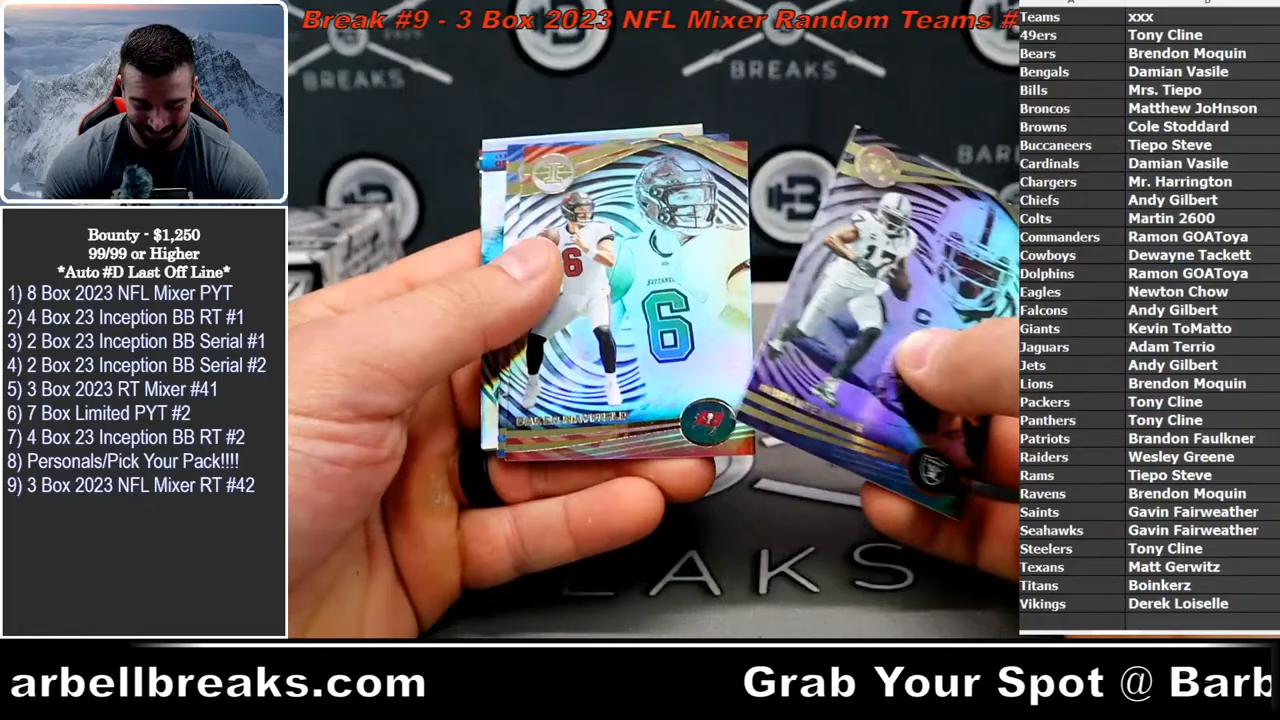 Break #9 - 3 Box 2023 NFL Mixer Random Teams #
Bounty - $1,250
99/99 or Higher
*Auto #D Last Off Line*
1) 8 Box 2023 NFL Mixer PYT
2) 4 Box 23 Inception BB RT #1
3) 2 Box 23 Inception BB Serial #1
4) 2 Box 23 Inception BB Serial #2
5) 3 Box 2023 RT Mixer #41
6) 7 Box Limited PYT #2
7) 4 Box 23 Inception BB RT #2
8) Personals/Pick Your Pack!!!!
9) 3 Box 2023 NFL Mixer RT #42
BREAKS
BREAKS
BAR
6
6
17
C
EAKS
Teams xxx
49ers Tony Cline
Bears Brendon Moquin
Bengals Damian Vasile
Bills Mrs. Tiepo
Broncos Matthew JoHnson
Browns Cole Stoddard
Buccaneers Tiepo Steve
Cardinals Damian Vasile
Chargers Mr. Harrington
Chiefs Andy Gilbert
Colts Martin 2600
Commanders Ramon GOAToya
Cowboys Dewayne Tackett
Dolphins Ramon GOAToya
Eagles Newton Chow
Falcons Andy Gilbert
Giants Kevin ToMatto
Jaguars Adam Terrio
Jets Andy Gilbert
Lions Brendon Moquin
Packers Tony Cline
Panthers Tony Cline
Patriots Brandon Faulkner
Raiders Wesley Greene
Rams Tiepo Steve
Ravens Brendon Moquin
Saints Gavin Fairweather
Seahawks Gavin Fairweather
Steelers Tony Cline
Texans Matt Gerwitz
Titans Boinkerz
Vikings Derek Loiselle
arbellbreaks.com Grab Your Spot @ Barb